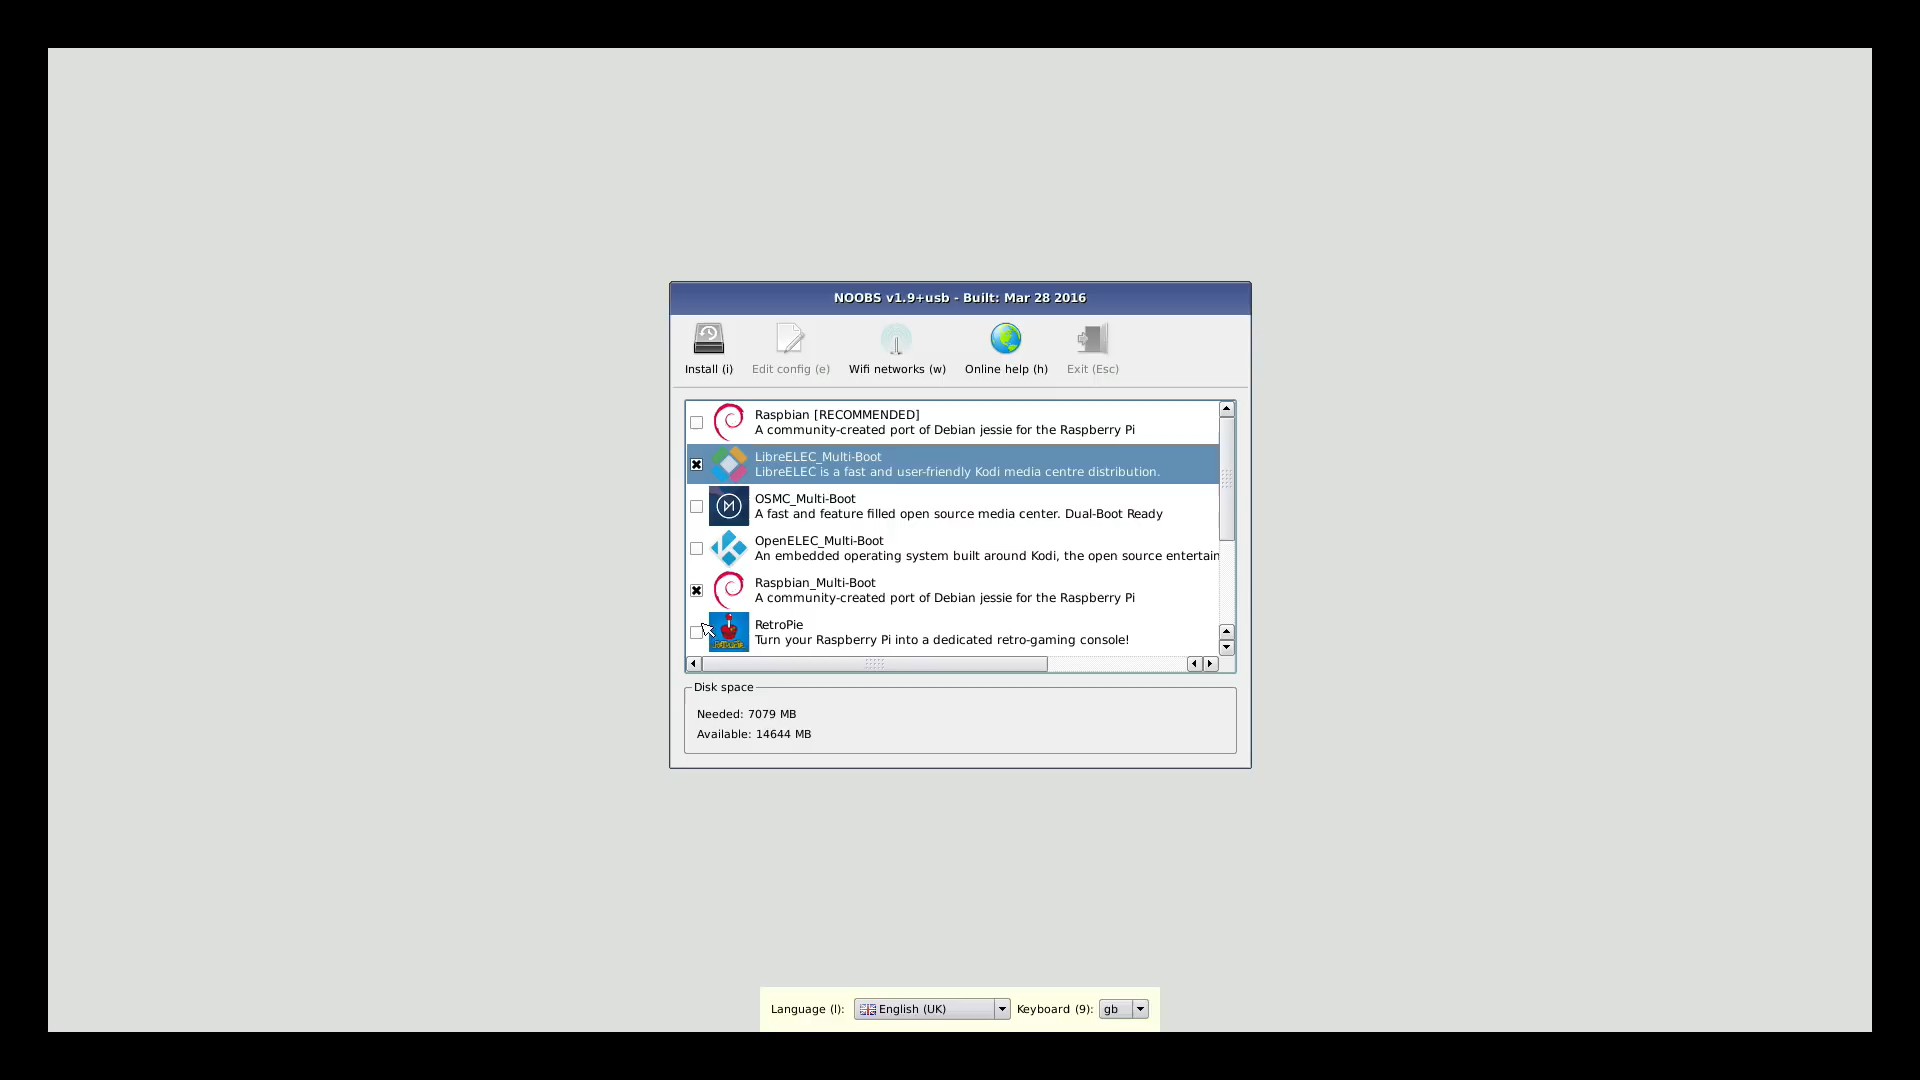 NOOBS v1.9+usb - Built: Mar 28 2016
Install (i) Edit config (e) Wifi networks (w) Online help (h) Exit (Esc)
Raspbian [RECOMMENDED]
A community-created port of Debian jessie for the Raspberry Pi
LibreELEC_Multi-Boot
LibreELEC is a fast and user-friendly Kodi media centre distribution.
OSMC_Multi-Boot
A fast and feature filled open source media center. Dual-Boot Ready
OpenELEC_Multi-Boot
An embedded operating system built around Kodi, the open source entertain
Raspbian_Multi-Boot
A community-created port of Debian jessie for the Raspberry Pi
RetroPie
Turn your Raspberry Pi into a dedicated retro-gaming console!
Disk space
Needed: 7079 MB
Available: 14644 MB
Language (l): English (UK) Keyboard (9): gb